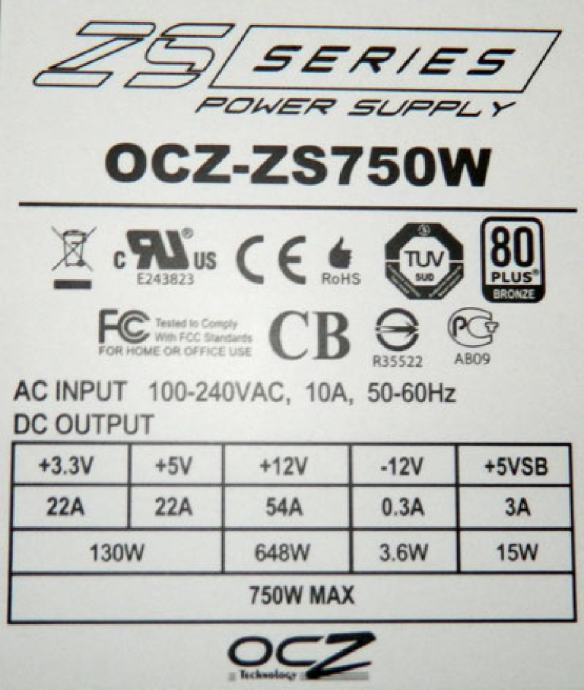 ZS SERIES
POWER SUPPLY
OCZ-ZS750W
c RU® US
E243823
CE
RoHS
TUV
SUD
80
PLUS®
BRONZE
FC Tested to Comply
With FCC Standards
FOR HOME OR OFFICE USE
CB
R35522
PCT
AB09
AC INPUT 100-240VAC, 10A, 50-60Hz
DC OUTPUT
+3.3V +5V +12V -12V +5VSB
22A 22A 54A 0.3A 3A
130W 648W 3.6W 15W
750W MAX
OCZ
Technology